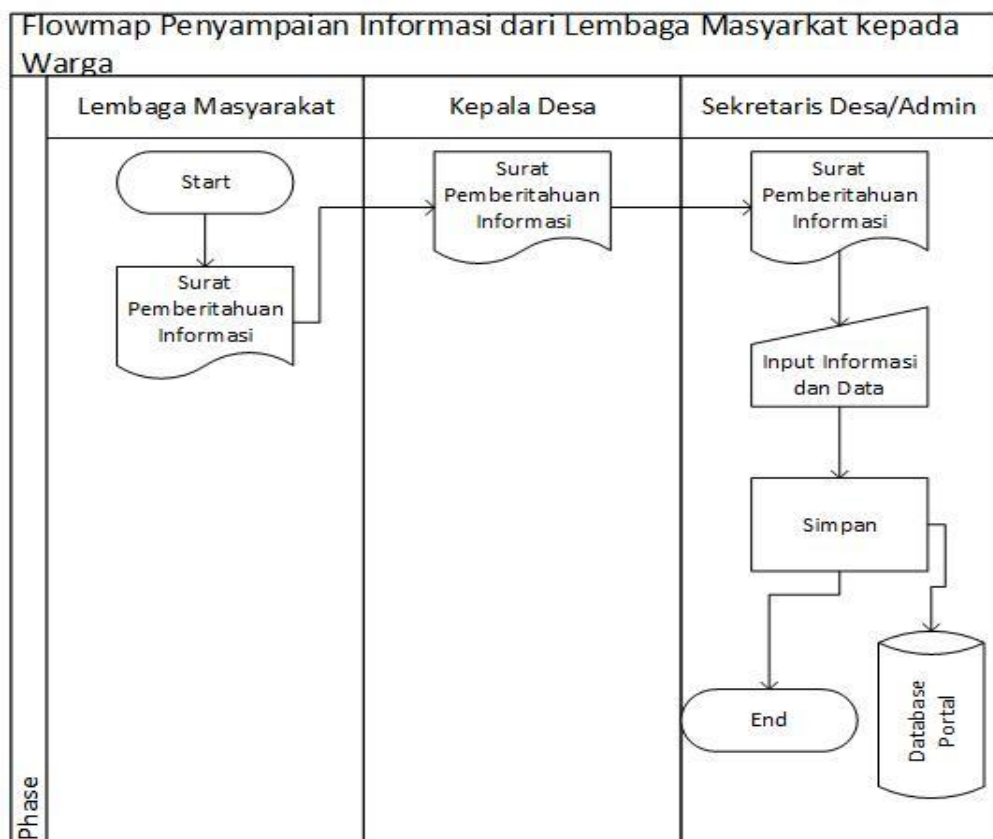 Flowmap Penyampaian Informasi dari Lembaga Masyarkat kepada
Warga
Lembaga Masyarakat
Kepala Desa
Sekretaris Desa/Admin
Start
Surat
Pemberitahuan
Informasi
Surat
Pemberitahuan
Informasi
Surat
Pemberitahuan
Informasi
Input Informasi
dan Data
Simpan
End
Database
Portal
Phase